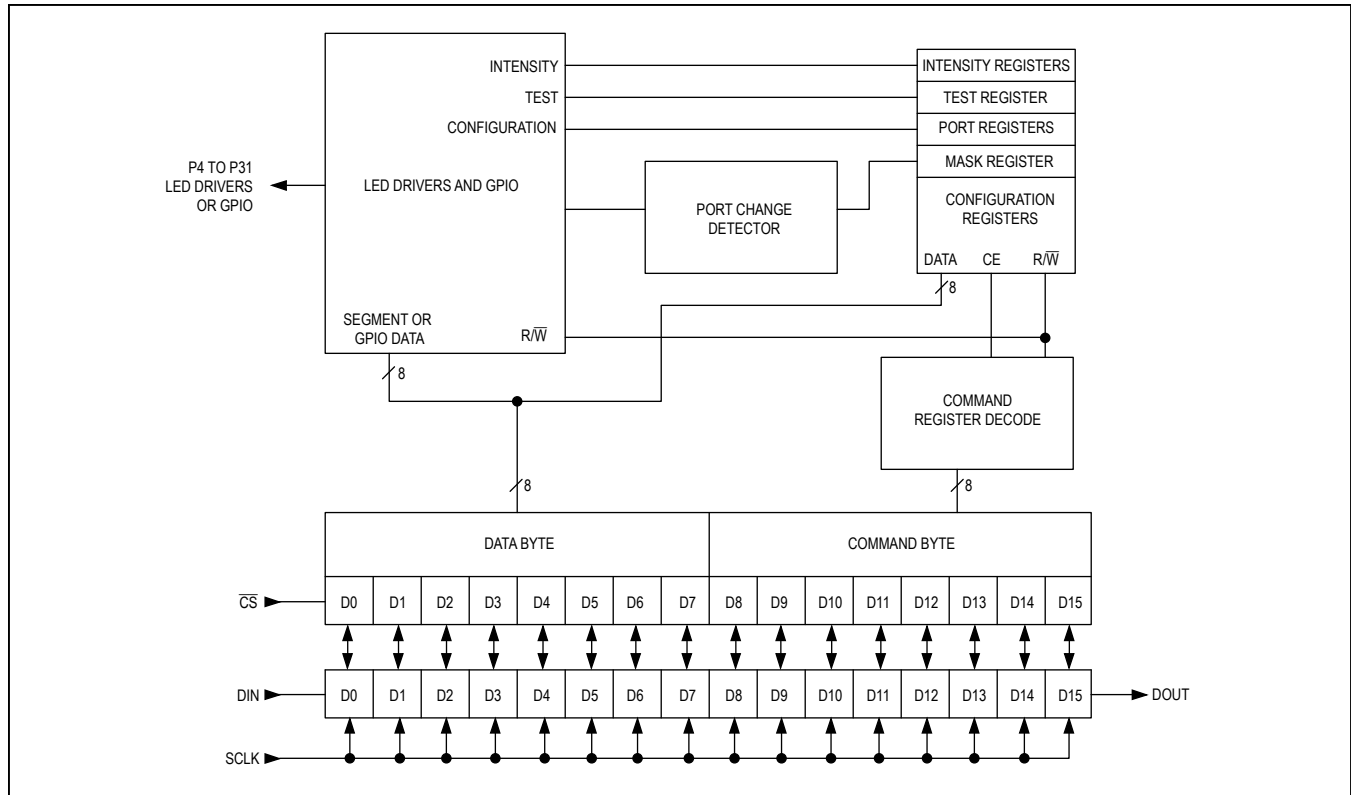 INTENSITY
TEST
CONFIGURATION
P4 TO P31
LED DRIVERS
OR GPIO
LED DRIVERS AND GPIO
SEGMENT OR
GPIO DATA
R/W̅
8
PORT CHANGE
DETECTOR
INTENSITY REGISTERS
TEST REGISTER
PORT REGISTERS
MASK REGISTER
CONFIGURATION
REGISTERS
DATA CE R/W̅
8
COMMAND
REGISTER DECODE
8
8
DATA BYTE COMMAND BYTE
C̅S̅ D0 D1 D2 D3 D4 D5 D6 D7 D8 D9 D10 D11 D12 D13 D14 D15
DIN D0 D1 D2 D3 D4 D5 D6 D7 D8 D9 D10 D11 D12 D13 D14 D15 DOUT
SCLK